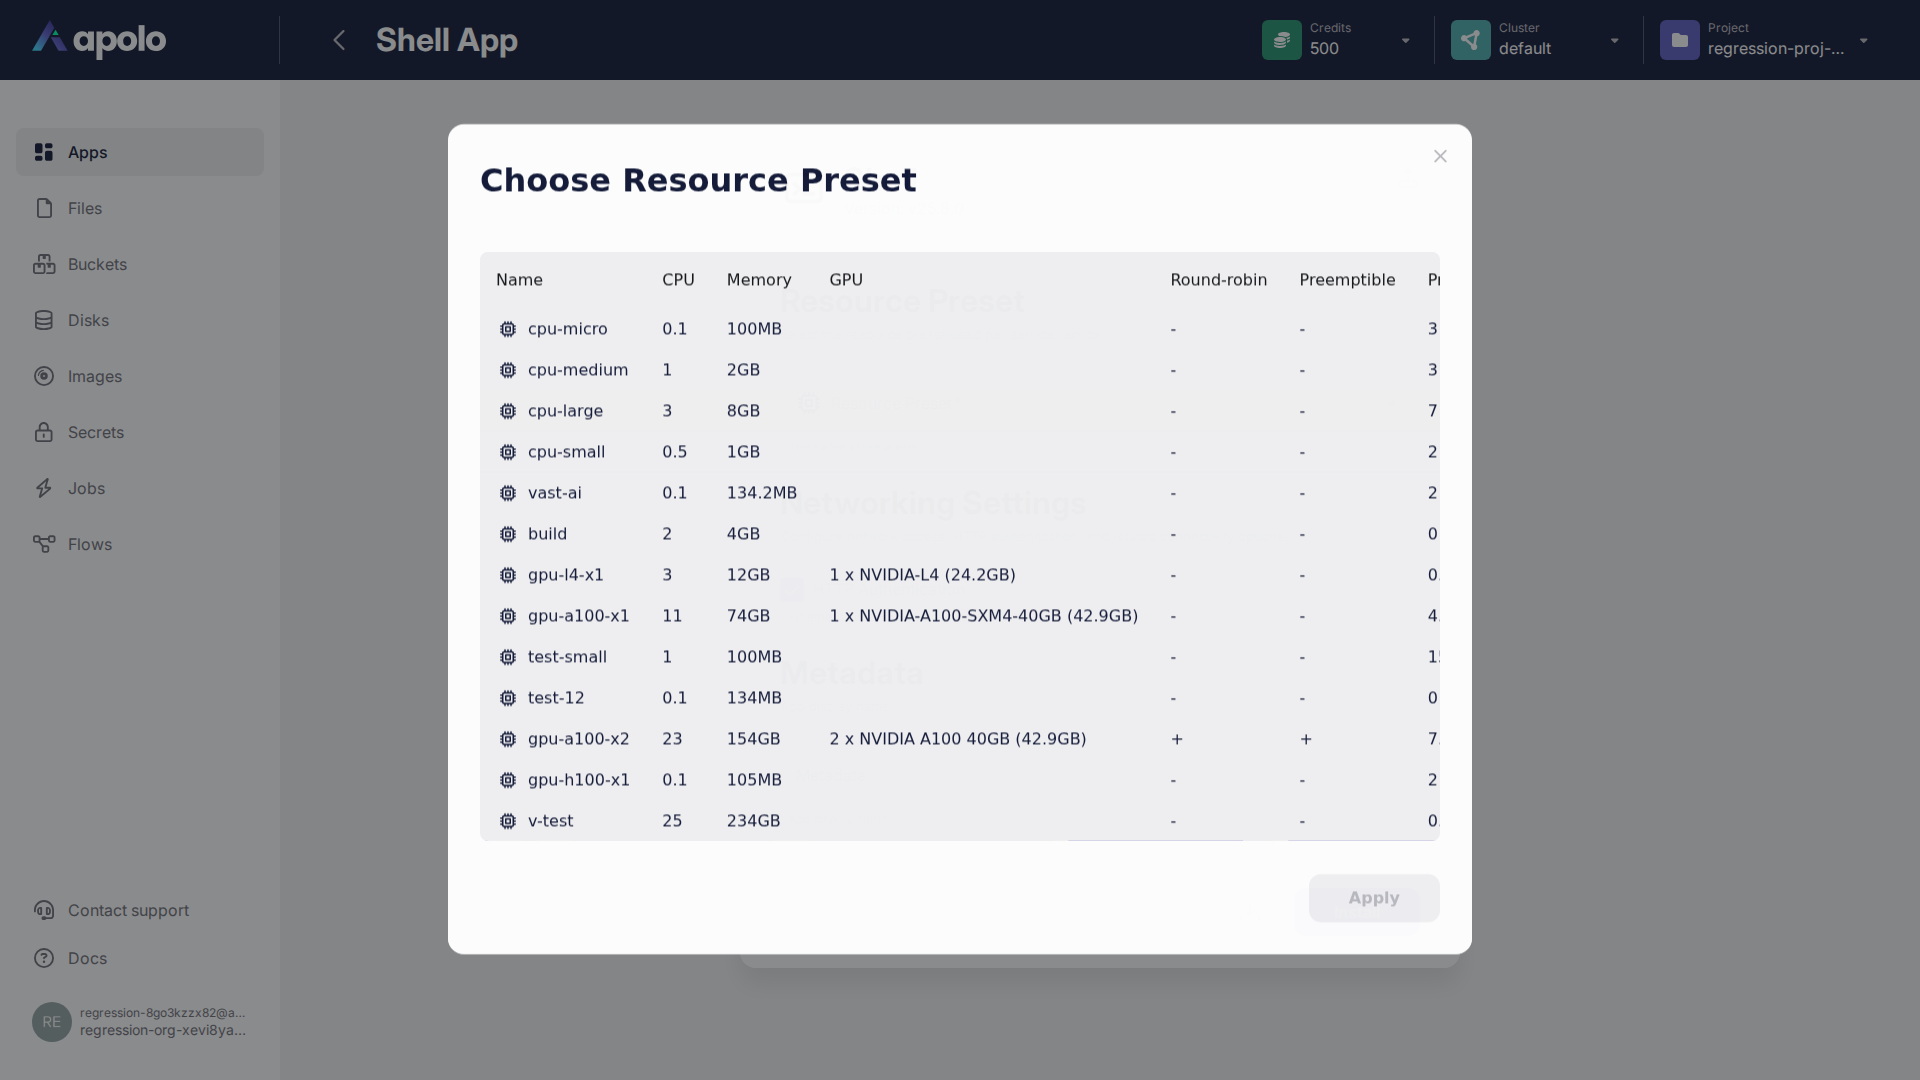 apolo
Shell App
Credits
500
Cluster
default
Project
regression-proj-...
Apps
Files
Buckets
Disks
Images
Secrets
Jobs
Flows
Contact support
Docs
RE
regression-8go3kzzx82@a...
regression-org-xevi8ya...
Choose Resource Preset
Name CPU Memory GPU Round-robin Preemptible
cpu-micro 0.1 100MB - - 3
cpu-medium 1 2GB - - 3
cpu-large 3 8GB - - 7
cpu-small 0.5 1GB - - 2
vast-ai 0.1 134.2MB - - 2
build 2 4GB - - 0
gpu-l4-x1 3 12GB 1 x NVIDIA-L4 (24.2GB) - - 0.
gpu-a100-x1 11 74GB 1 x NVIDIA-A100-SXM4-40GB (42.9GB) - - 4.
test-small 1 100MB - - 1
test-12 0.1 134MB - - 0
gpu-a100-x2 23 154GB 2 x NVIDIA A100 40GB (42.9GB) + + 7.
gpu-h100-x1 0.1 105MB - - 2
v-test 25 234GB - - 0.
Resource Preset
Networking Settings
Metadata
Apply